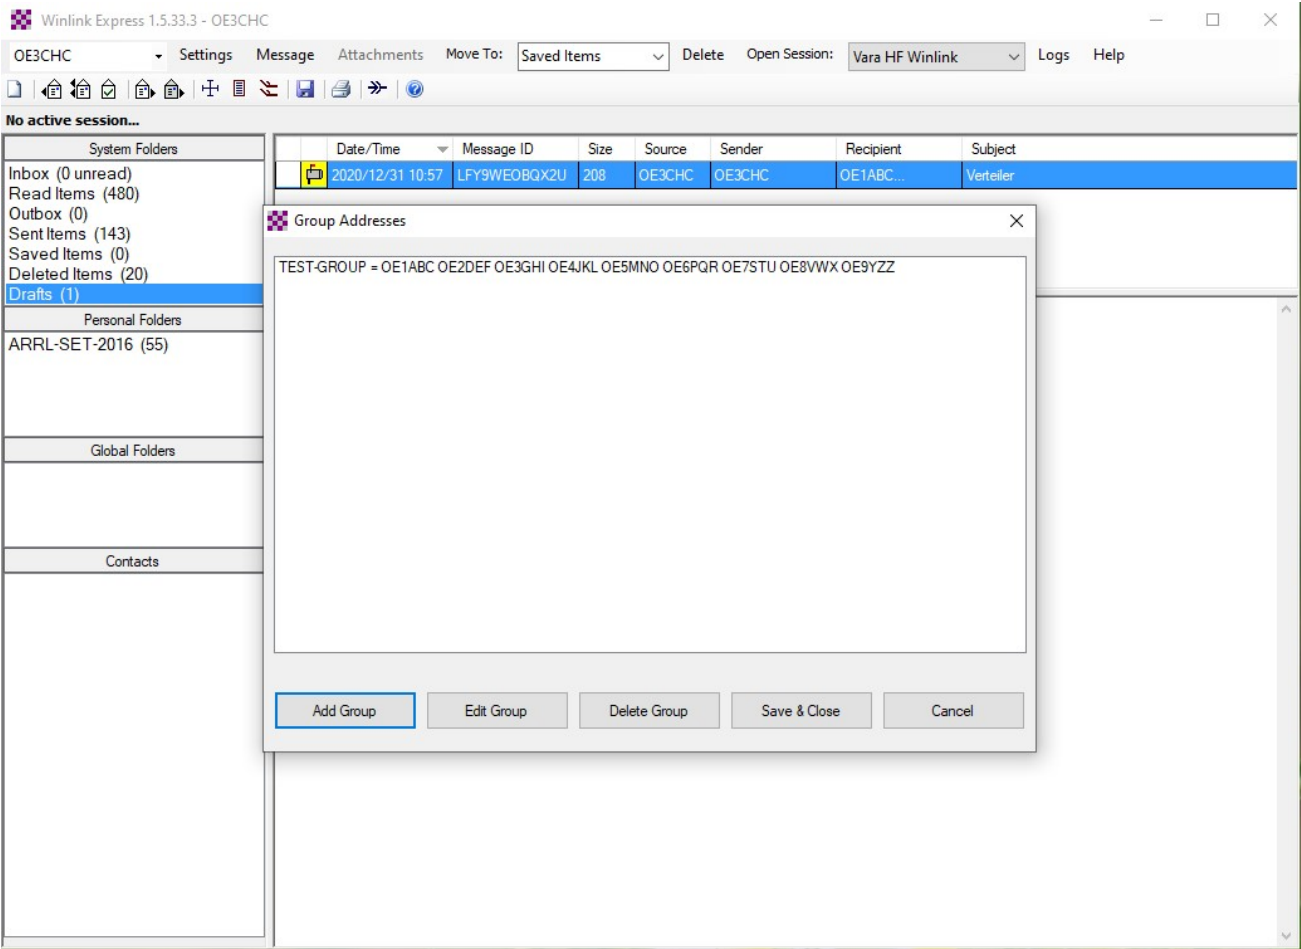 Winlink Express 1.5.33.3 - OE3CHC
OE3CHC Settings Message Attachments Move To: Saved Items Delete Open Session: Vara HF Winlink Logs Help
No active session...
System Folders
Inbox (0 unread)
Read Items (480)
Outbox (0)
Sent Items (143)
Saved Items (0)
Deleted Items (20)
Drafts (1)
Personal Folders
ARRL-SET-2016 (55)
Global Folders
Contacts
Date/Time Message ID Size Source Sender Recipient Subject
2020/12/31 10:57 LFY9WEOBQX2U 208 OE3CHC OE3CHC OE1ABC... Verteiler
Group Addresses
TEST-GROUP = OE1ABC OE2DEF OE3GHI OE4JKL OE5MNO OE6PQR OE7STU OE8VWX OE9YZZ
Add Group Edit Group Delete Group Save & Close Cancel